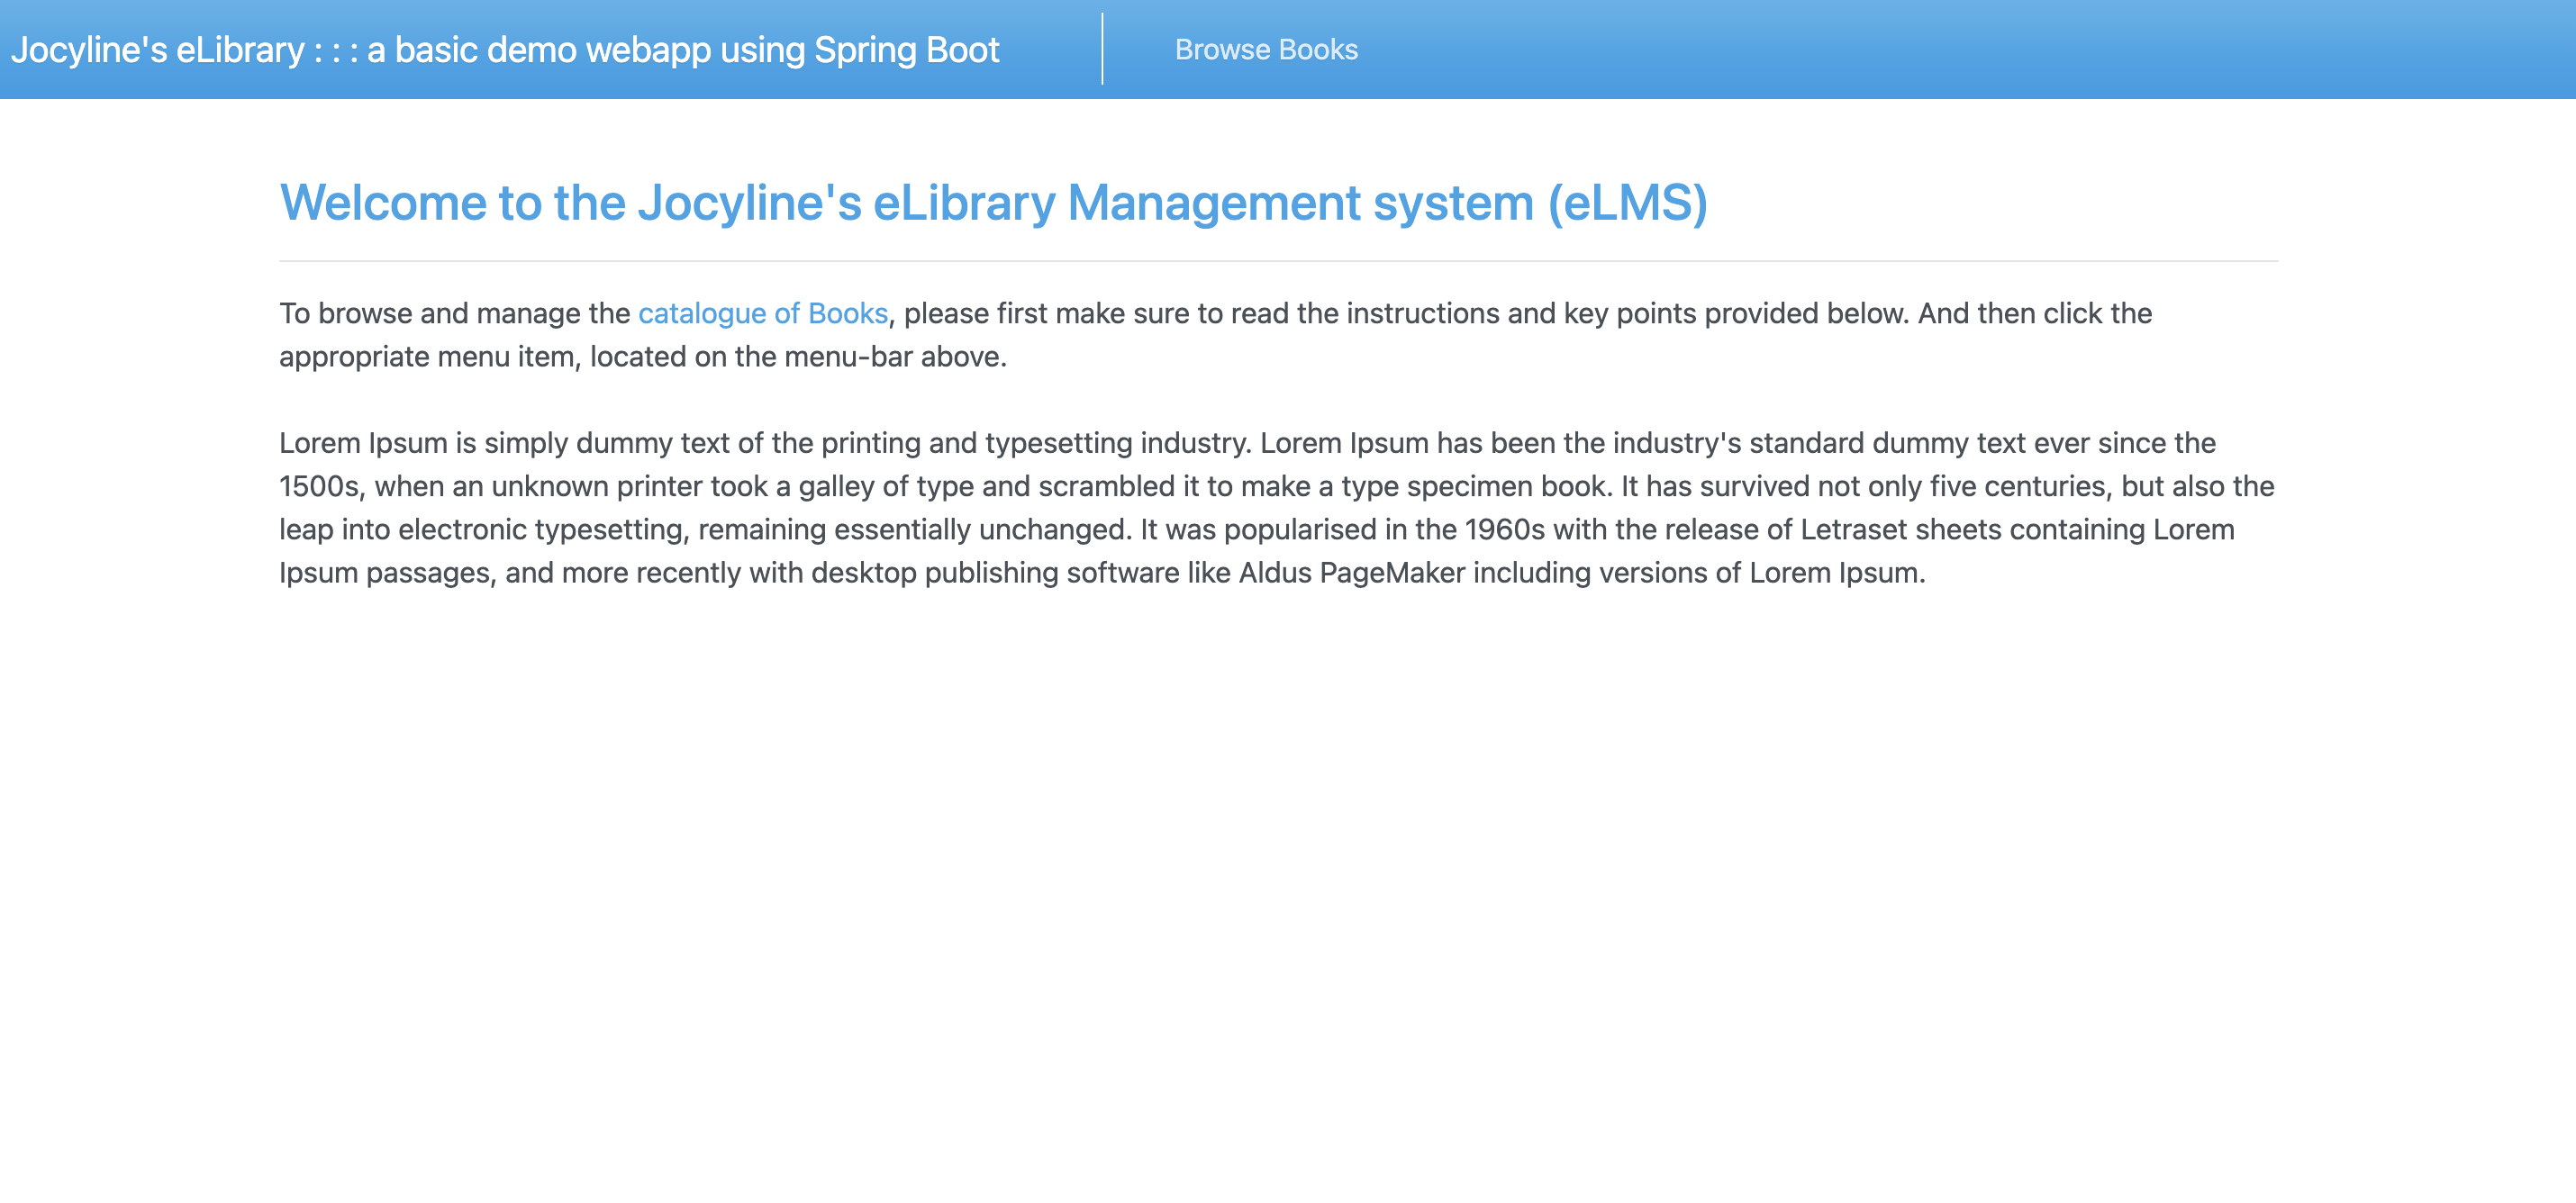 Jocyline's eLibrary : : : a basic demo webapp using Spring Boot
Browse Books
Welcome to the Jocyline's eLibrary Management system (eLMS)
To browse and manage the catalogue of Books, please first make sure to read the instructions and key points provided below. And then click the
appropriate menu item, located on the menu-bar above.
Lorem Ipsum is simply dummy text of the printing and typesetting industry. Lorem Ipsum has been the industry's standard dummy text ever since the
1500s, when an unknown printer took a galley of type and scrambled it to make a type specimen book. It has survived not only five centuries, but also the
leap into electronic typesetting, remaining essentially unchanged. It was popularised in the 1960s with the release of Letraset sheets containing Lorem
Ipsum passages, and more recently with desktop publishing software like Aldus PageMaker including versions of Lorem Ipsum.